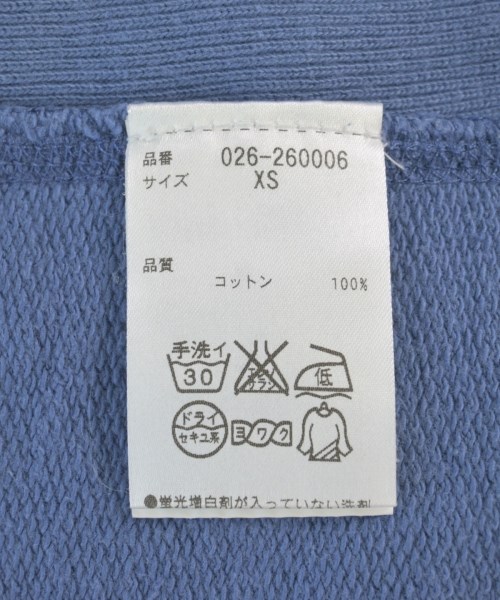 品番 026-260006
サイズ XS
品質
コットン 100%
手洗イ
30
エンソ
サラシ
低
ドライ
セキユ系
ヨワク
●蛍光増白剤が入っていない洗剤